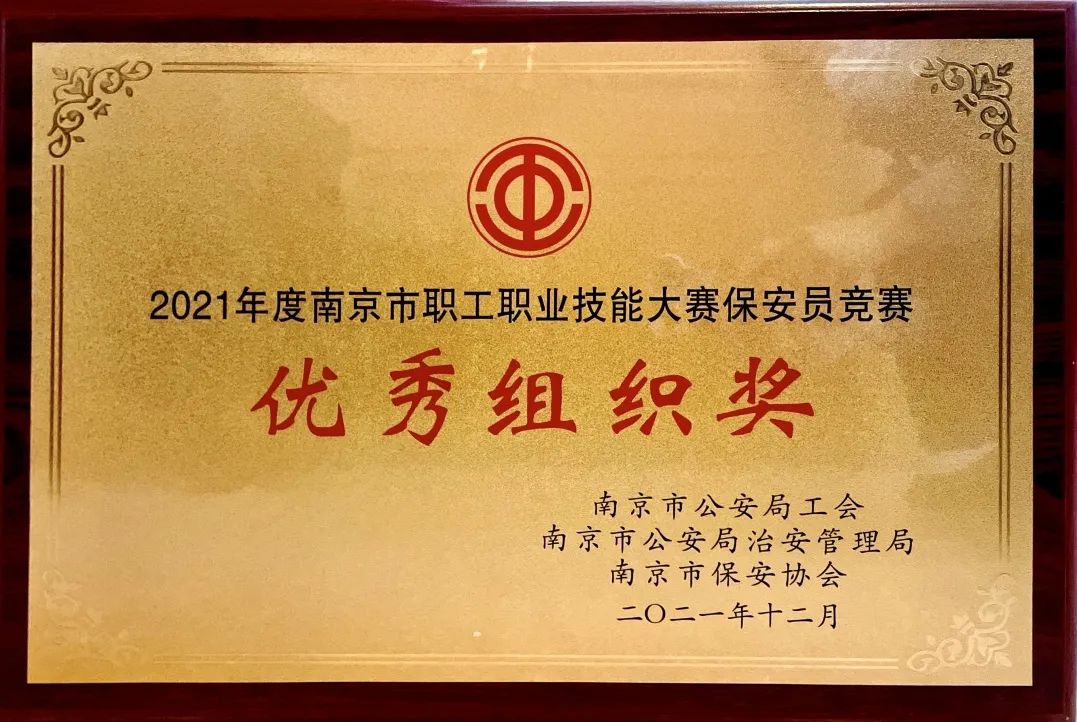 2021年度南京市职工职业技能大赛保安员竞赛
优秀组织奖
南京市公安局工会
南京市公安局治安管理局
南京市保安协会
二〇二一年十二月